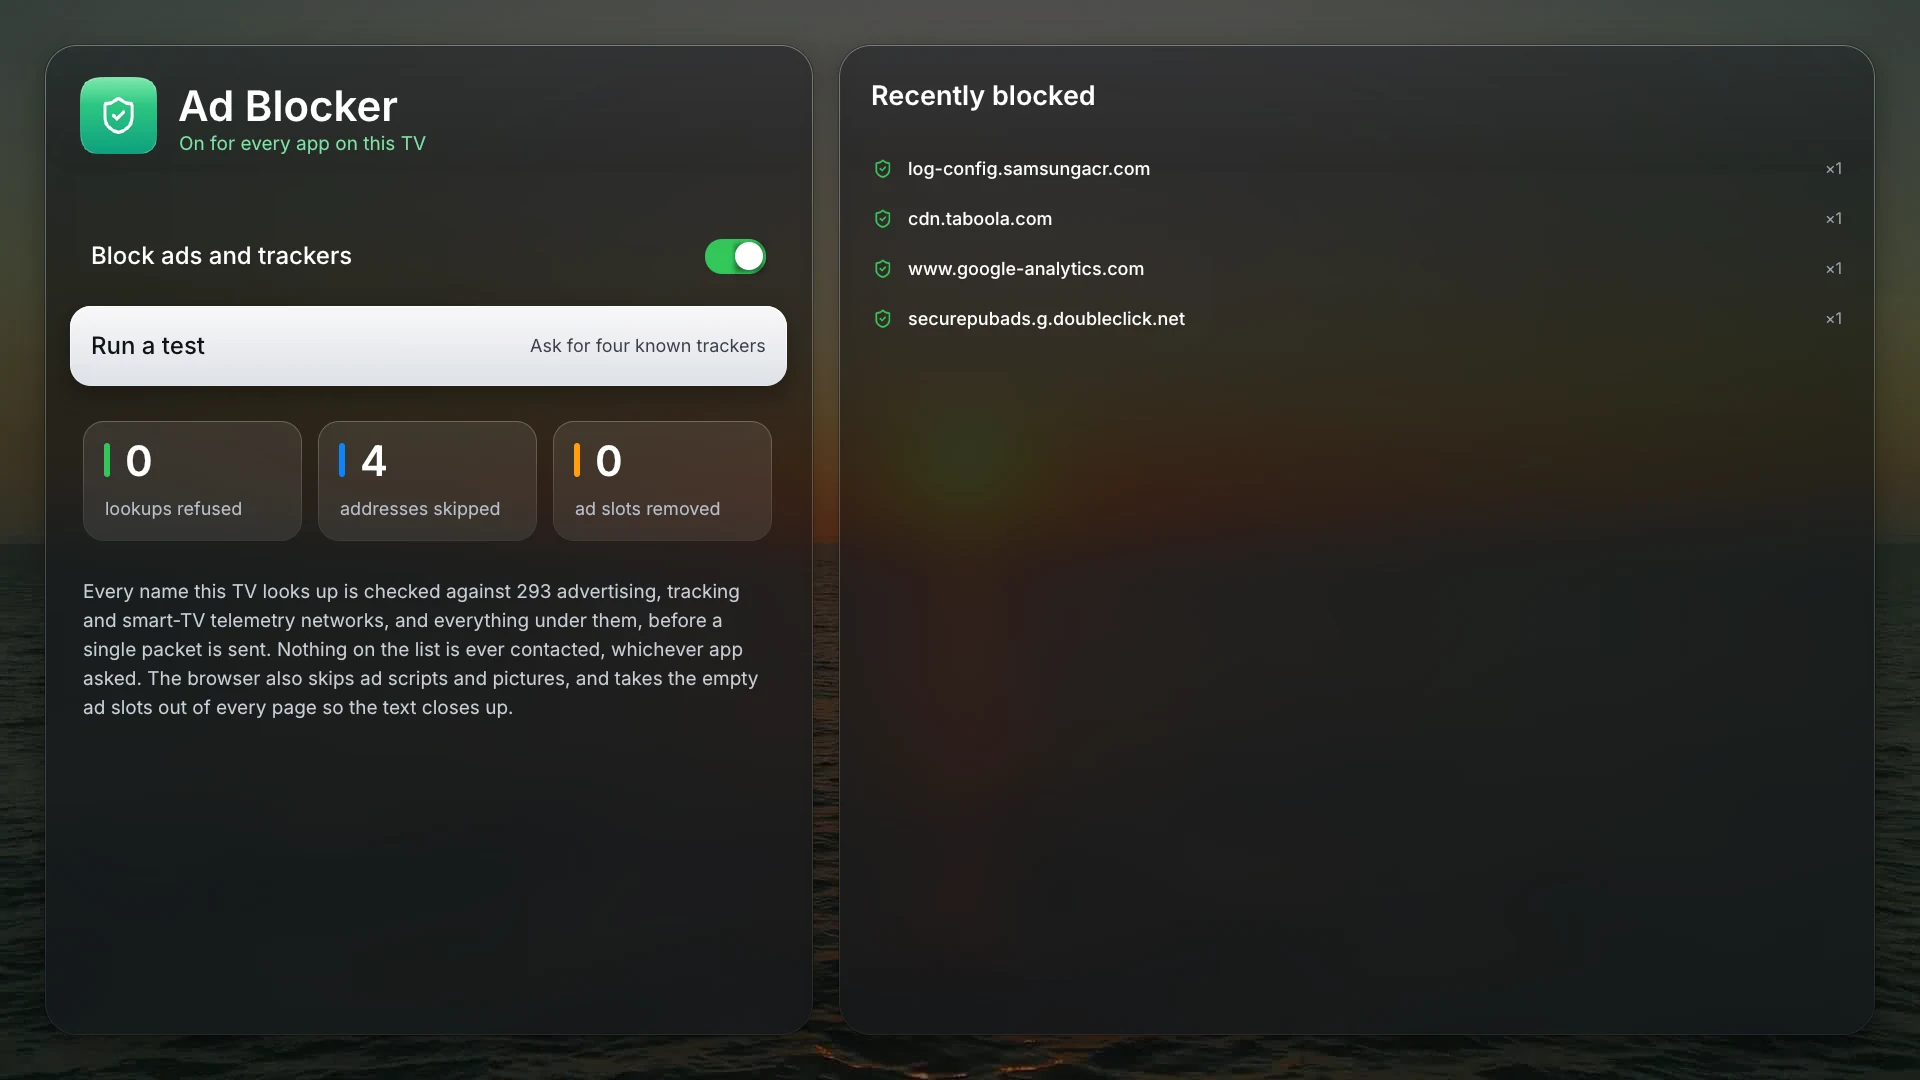 Ad Blocker
On for every app on this TV
Block ads and trackers
Run a test
Ask for four known trackers
0
lookups refused
4
addresses skipped
0
ad slots removed
Every name this TV looks up is checked against 293 advertising, tracking
and smart-TV telemetry networks, and everything under them, before a
single packet is sent. Nothing on the list is ever contacted, whichever app
asked. The browser also skips ad scripts and pictures, and takes the empty
ad slots out of every page so the text closes up.
Recently blocked
log-config.samsungacr.com ×1
cdn.taboola.com ×1
www.google-analytics.com ×1
securepubads.g.doubleclick.net ×1